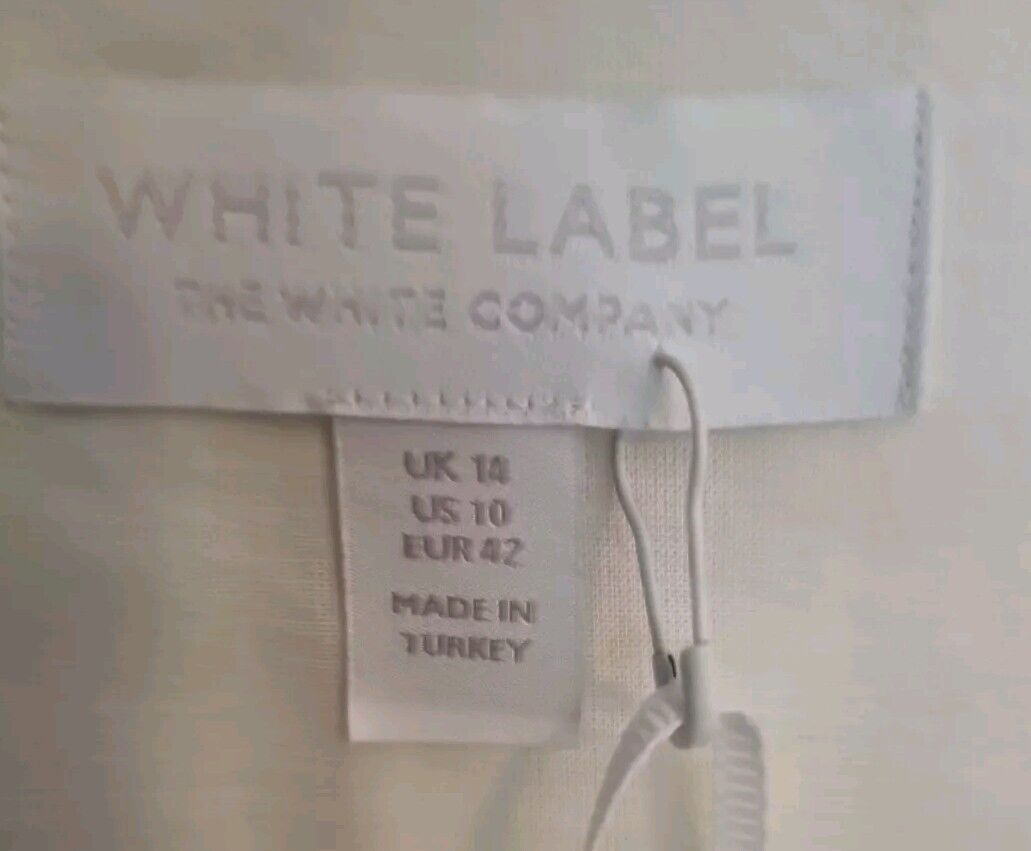 WHITE LABEL
THE WHITE COMPANY
UK 14
US 10
EUR 42
MADE IN
TURKEY